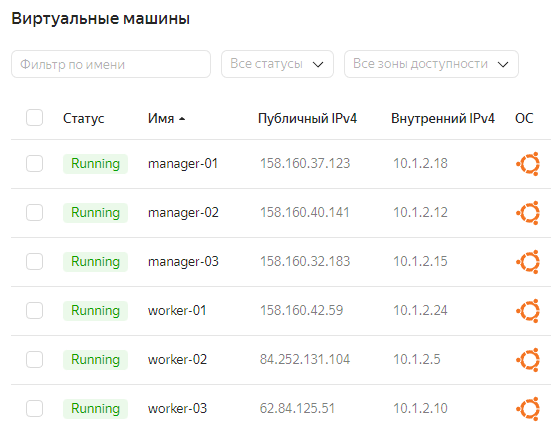 Виртуальные машины
Фильтр по имени Все статусы Все зоны доступности
Статус Имя Публичный IPv4 Внутренний IPv4 ОС
Running manager-01 158.160.37.123 10.1.2.18
Running manager-02 158.160.40.141 10.1.2.12
Running manager-03 158.160.32.183 10.1.2.15
Running worker-01 158.160.42.59 10.1.2.24
Running worker-02 84.252.131.104 10.1.2.5
Running worker-03 62.84.125.51 10.1.2.10